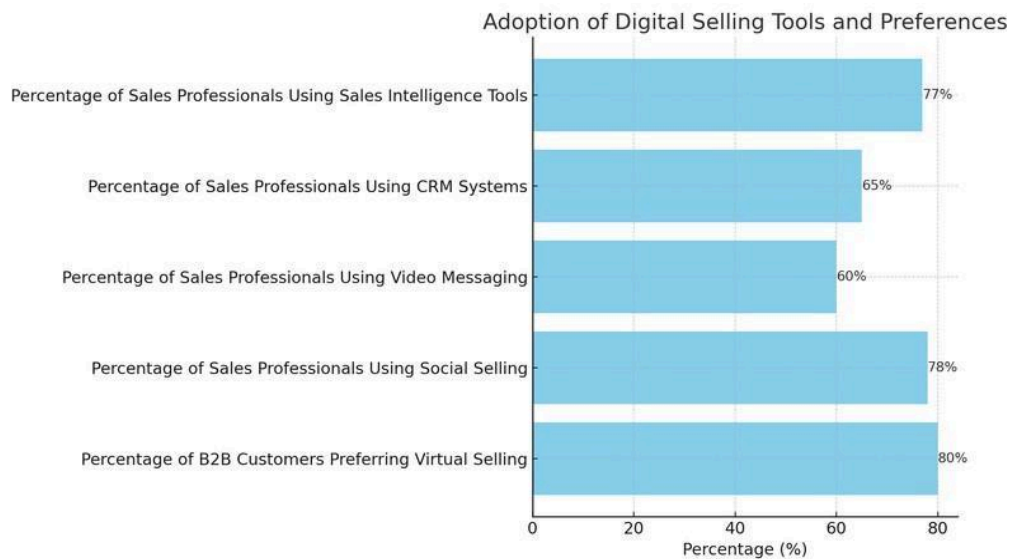 Adoption of Digital Selling Tools and Preferences
Percentage of Sales Professionals Using Sales Intelligence Tools
77%
Percentage of Sales Professionals Using CRM Systems
65%
Percentage of Sales Professionals Using Video Messaging
60%
Percentage of Sales Professionals Using Social Selling
78%
Percentage of B2B Customers Preferring Virtual Selling
80%
0 20 40 60 80
Percentage (%)